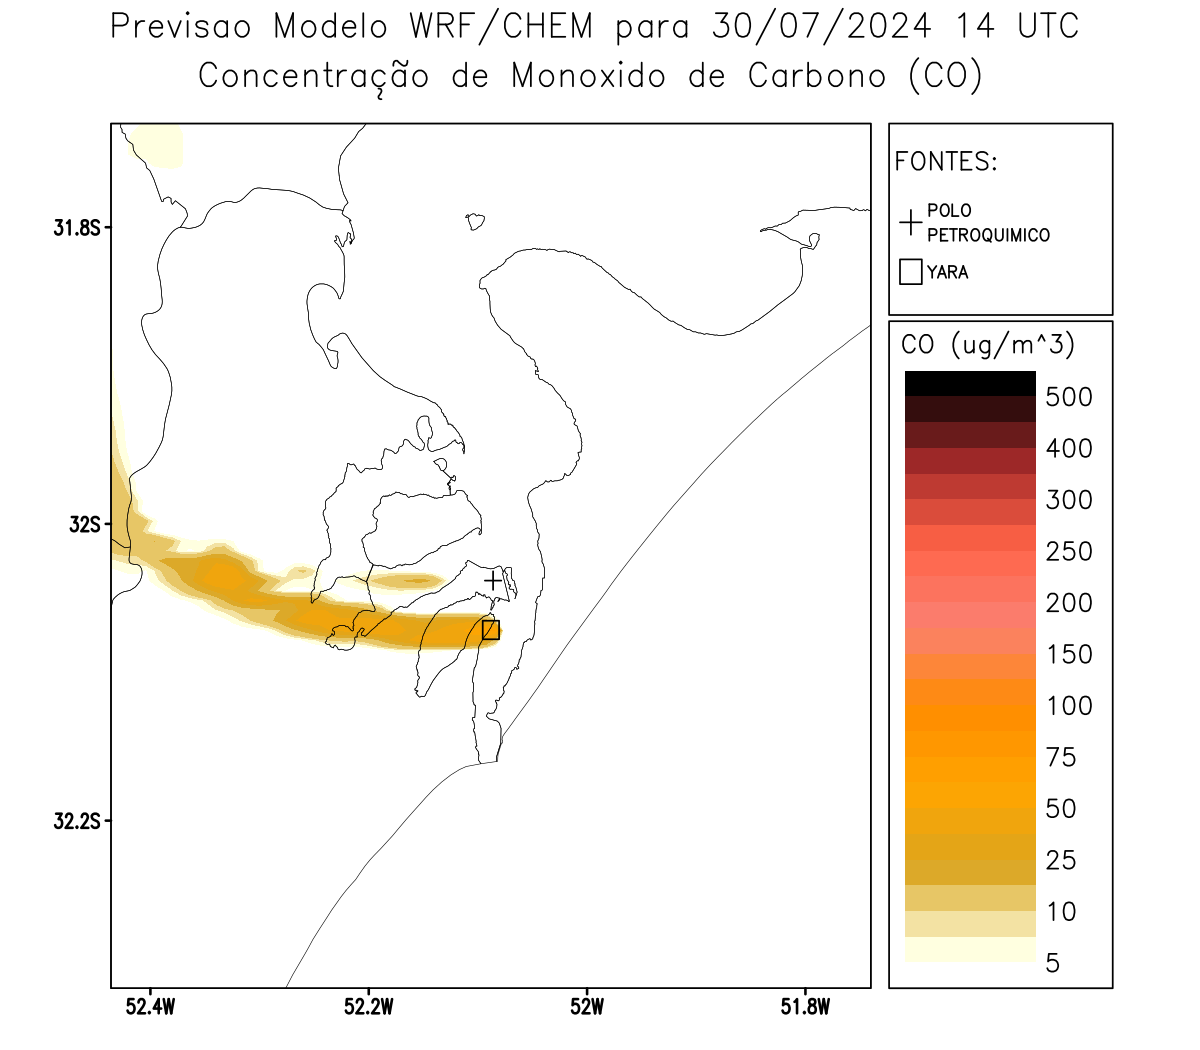 Previsao Modelo WRF/CHEM para 30/07/2024 14 UTC
Concentração de Monoxido de Carbono (CO)
FONTES:
POLO
PETROQUIMICO
YARA
CO (ug/m^3)
500
400
300
250
200
150
100
75
50
25
10
5
31.8S
32S
32.2S
52.4W
52.2W
52W
51.8W